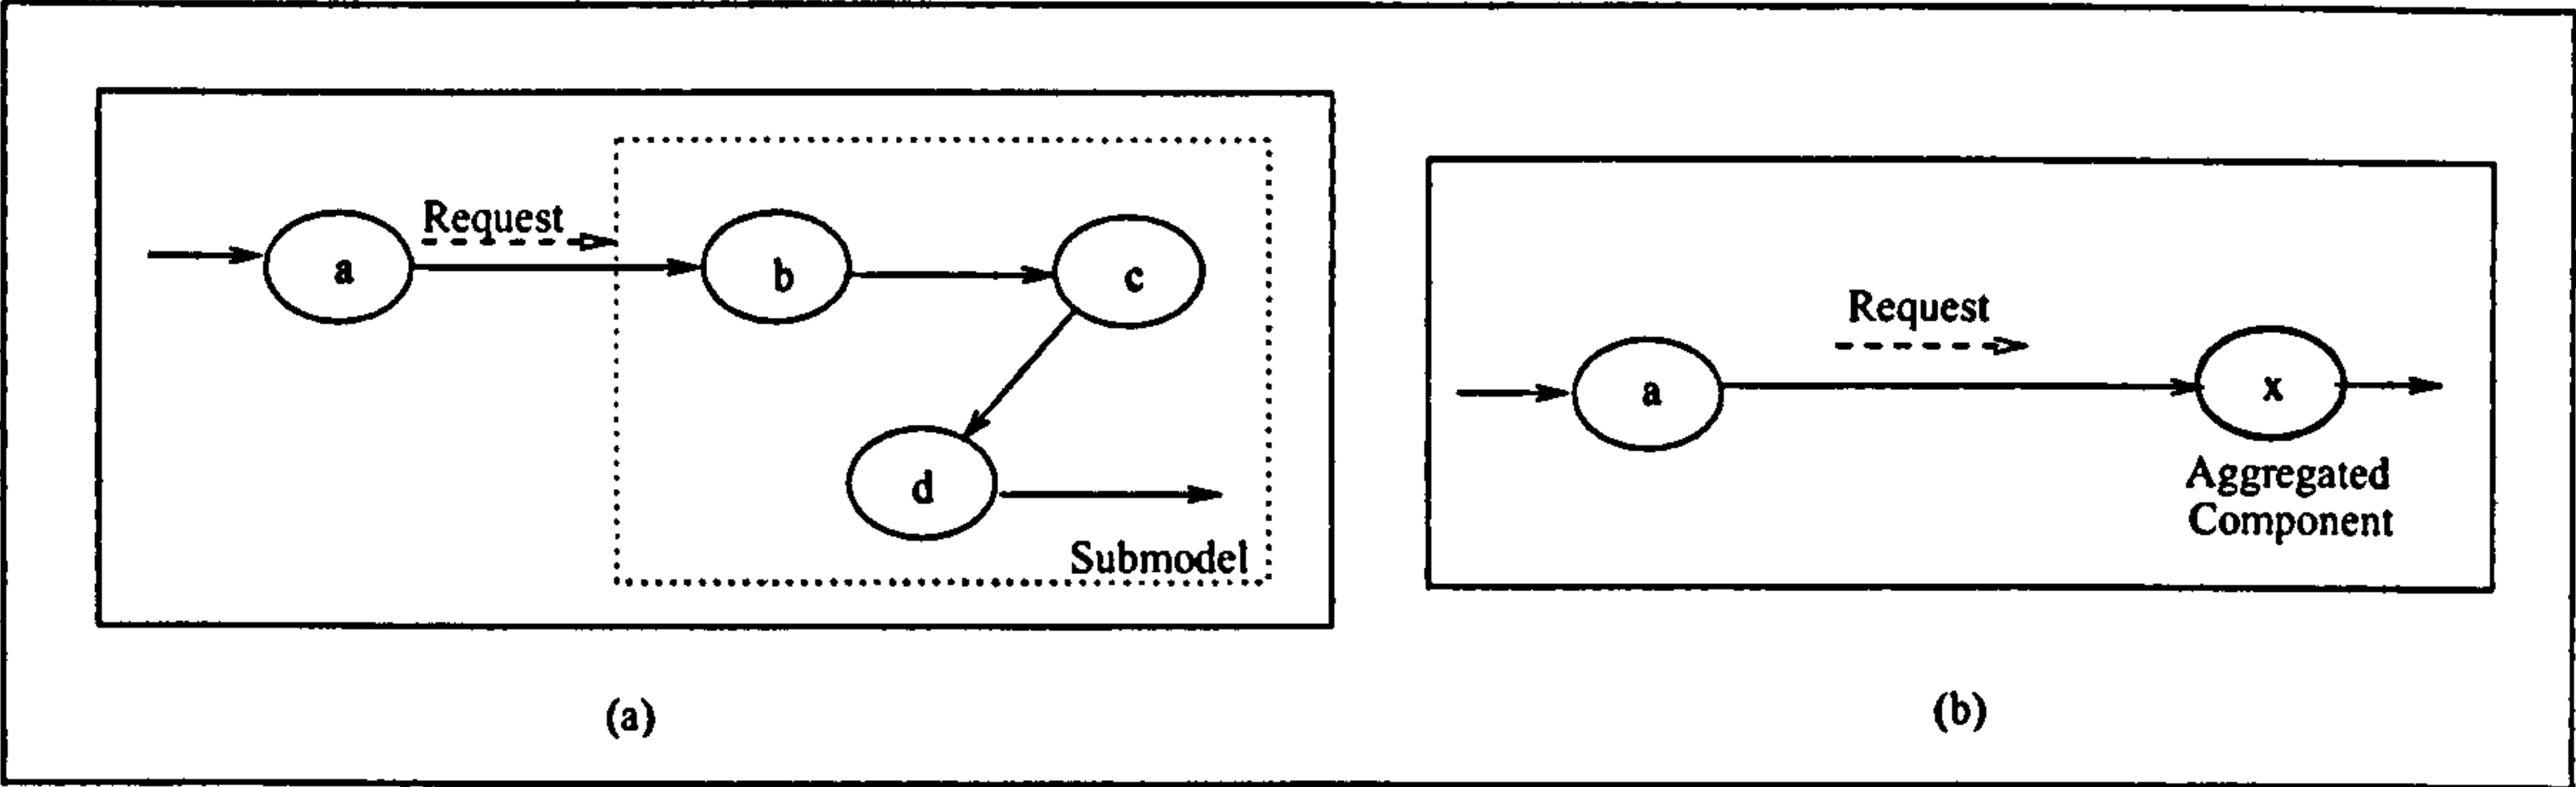 Request
a
b
c
d
Submodel
(a)
Request
a
x
Aggregated
Component
(b)